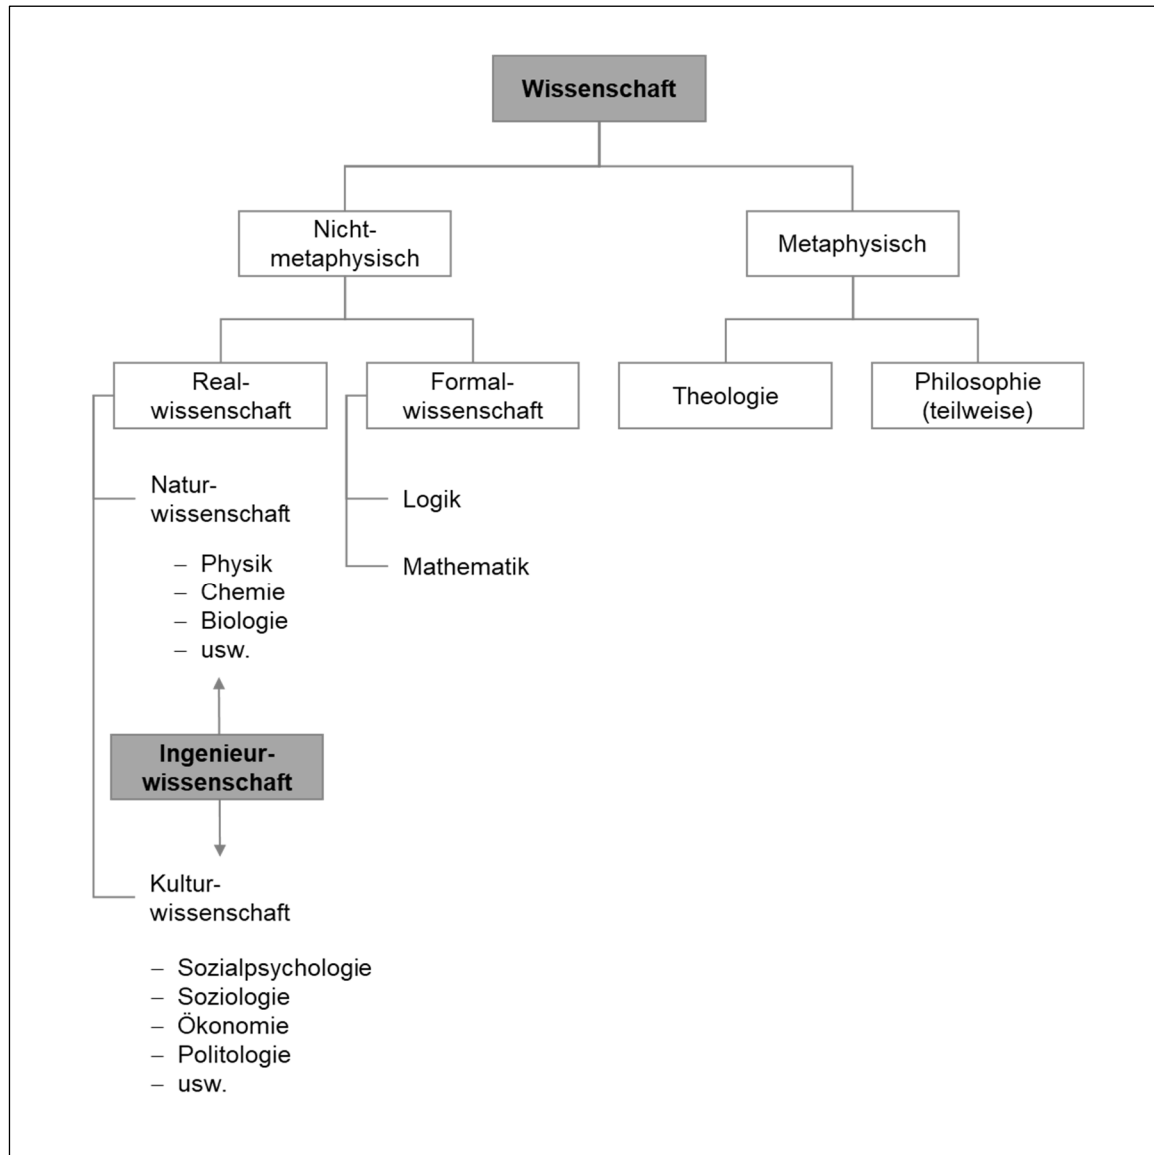 Wissenschaft
Nicht-
metaphysisch
Metaphysisch
Real-
wissenschaft
Formal-
wissenschaft
Theologie
Philosophie
(teilweise)
Natur-
wissenschaft
– Physik
– Chemie
– Biologie
– usw.
Logik
Mathematik
Ingenieur-
wissenschaft
Kultur-
wissenschaft
– Sozialpsychologie
– Soziologie
– Ökonomie
– Politologie
– usw.